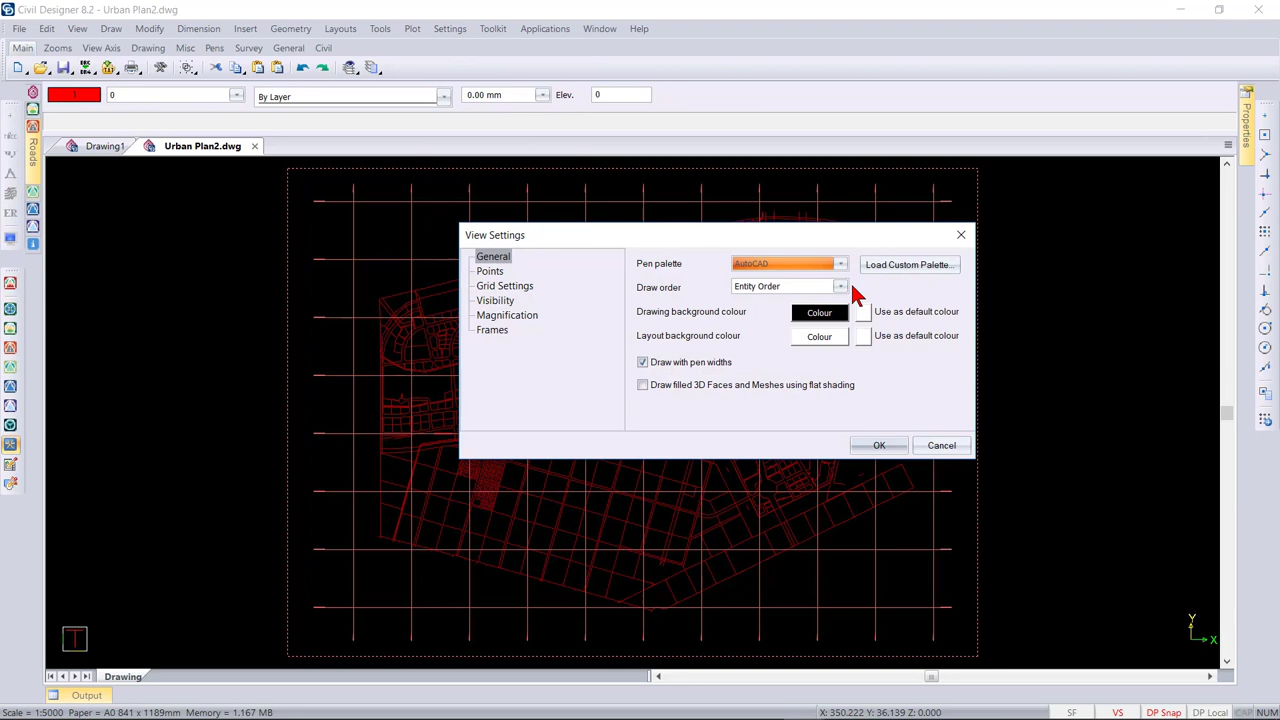 Civil Designer 8.2 - Urban Plan2.dwg
File Edit View Draw Modify Dimension Insert Geometry Layouts Tools Plot Settings Toolkit Applications Window Help
Main Zooms View Axis Drawing Misc Pens Survey General Civil
1 0 By Layer 0.00 mm Elev. 0
Drawing1 Urban Plan2.dwg
Roads
Properties
ER
View Settings
General
Points
Grid Settings
Visibility
Magnification
Frames
Pen palette AutoCAD Load Custom Palette...
Draw order Entity Order
Drawing background colour Colour Use as default colour
Layout background colour Colour Use as default colour
Draw with pen widths
Draw filled 3D Faces and Meshes using flat shading
OK Cancel
T
Y
X
Drawing
Output
Scale = 1:5000 Paper = A0 841 x 1189mm Memory = 1.167 MB X: 350.222 Y: 36.139 Z: 0.000 SF VS DP Snap DP Local CAP NUM